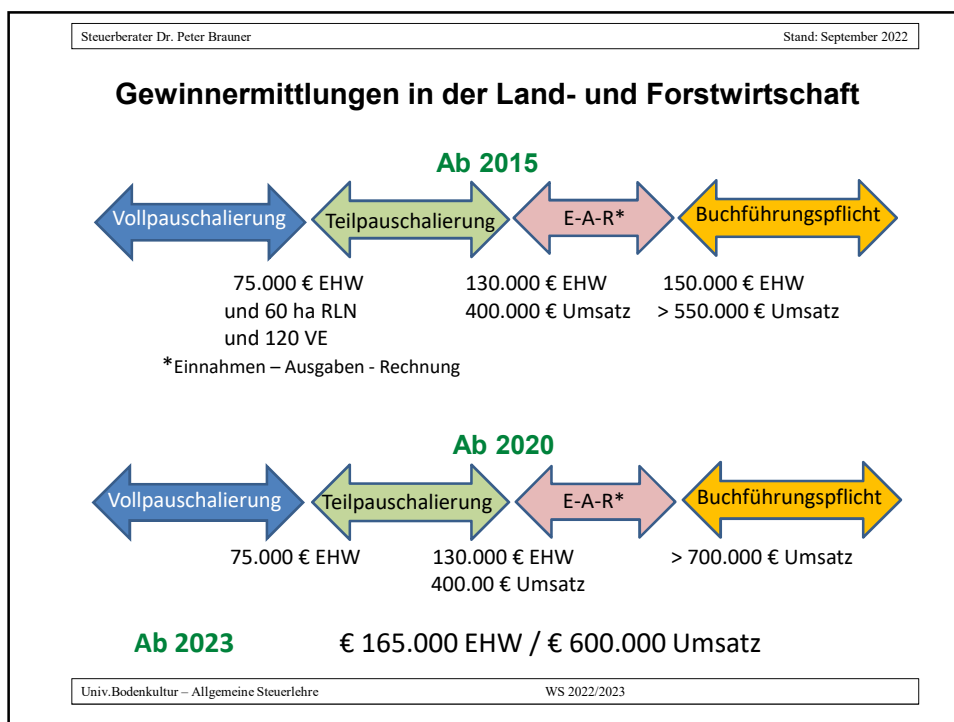 Steuerberater Dr. Peter Brauner Stand: September 2022
Gewinnermittlungen in der Land- und Forstwirtschaft
Ab 2015
Vollpauschalierung Teilpauschalierung E-A-R* Buchführungspflicht
75.000 € EHW 130.000 € EHW 150.000 € EHW
und 60 ha RLN 400.000 € Umsatz > 550.000 € Umsatz
und 120 VE
*Einnahmen – Ausgaben - Rechnung
Ab 2020
Vollpauschalierung Teilpauschalierung E-A-R* Buchführungspflicht
75.000 € EHW 130.000 € EHW > 700.000 € Umsatz
400.00 € Umsatz
Ab 2023 € 165.000 EHW / € 600.000 Umsatz
Univ.Bodenkultur – Allgemeine Steuerlehre WS 2022/2023